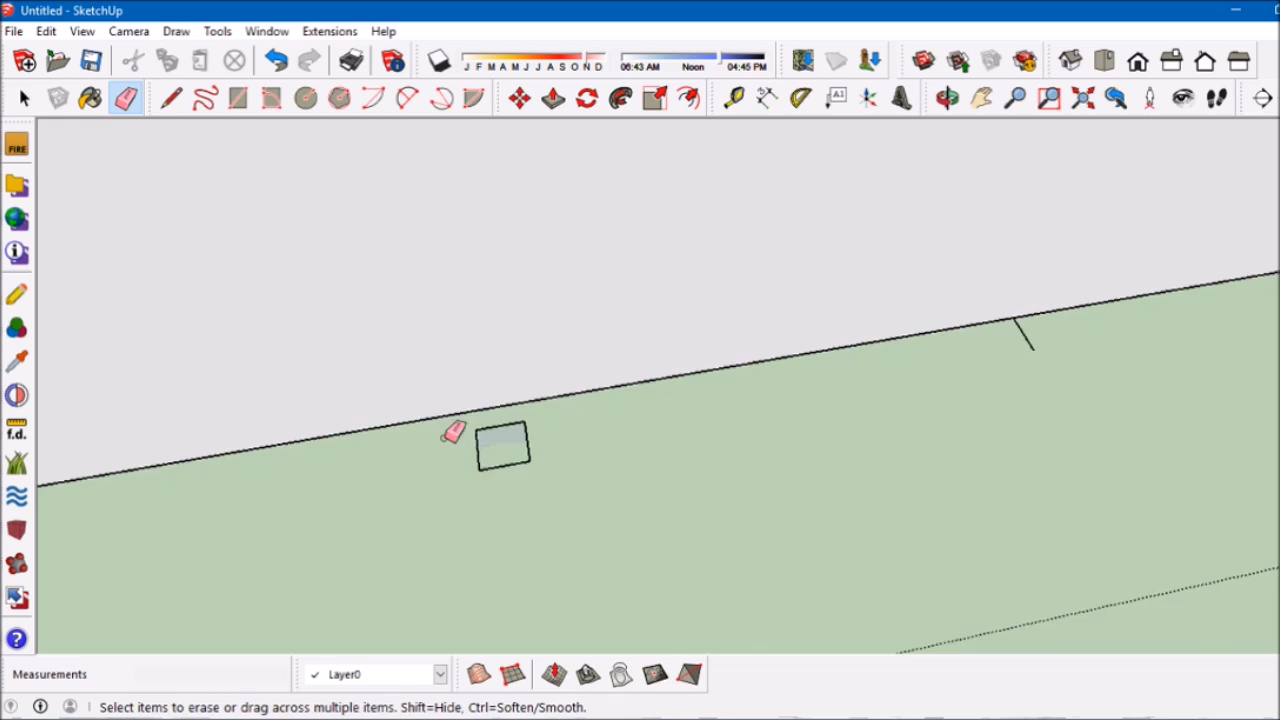 Untitled - SketchUp
File Edit View Camera Draw Tools Window Extensions Help
J F M A M J J A S O N D 06:43 AM Noon 04:45 PM
A1
FIRE
f.d.
Measurements
Layer0
Select items to erase or drag across multiple items. Shift=Hide, Ctrl=Soften/Smooth.